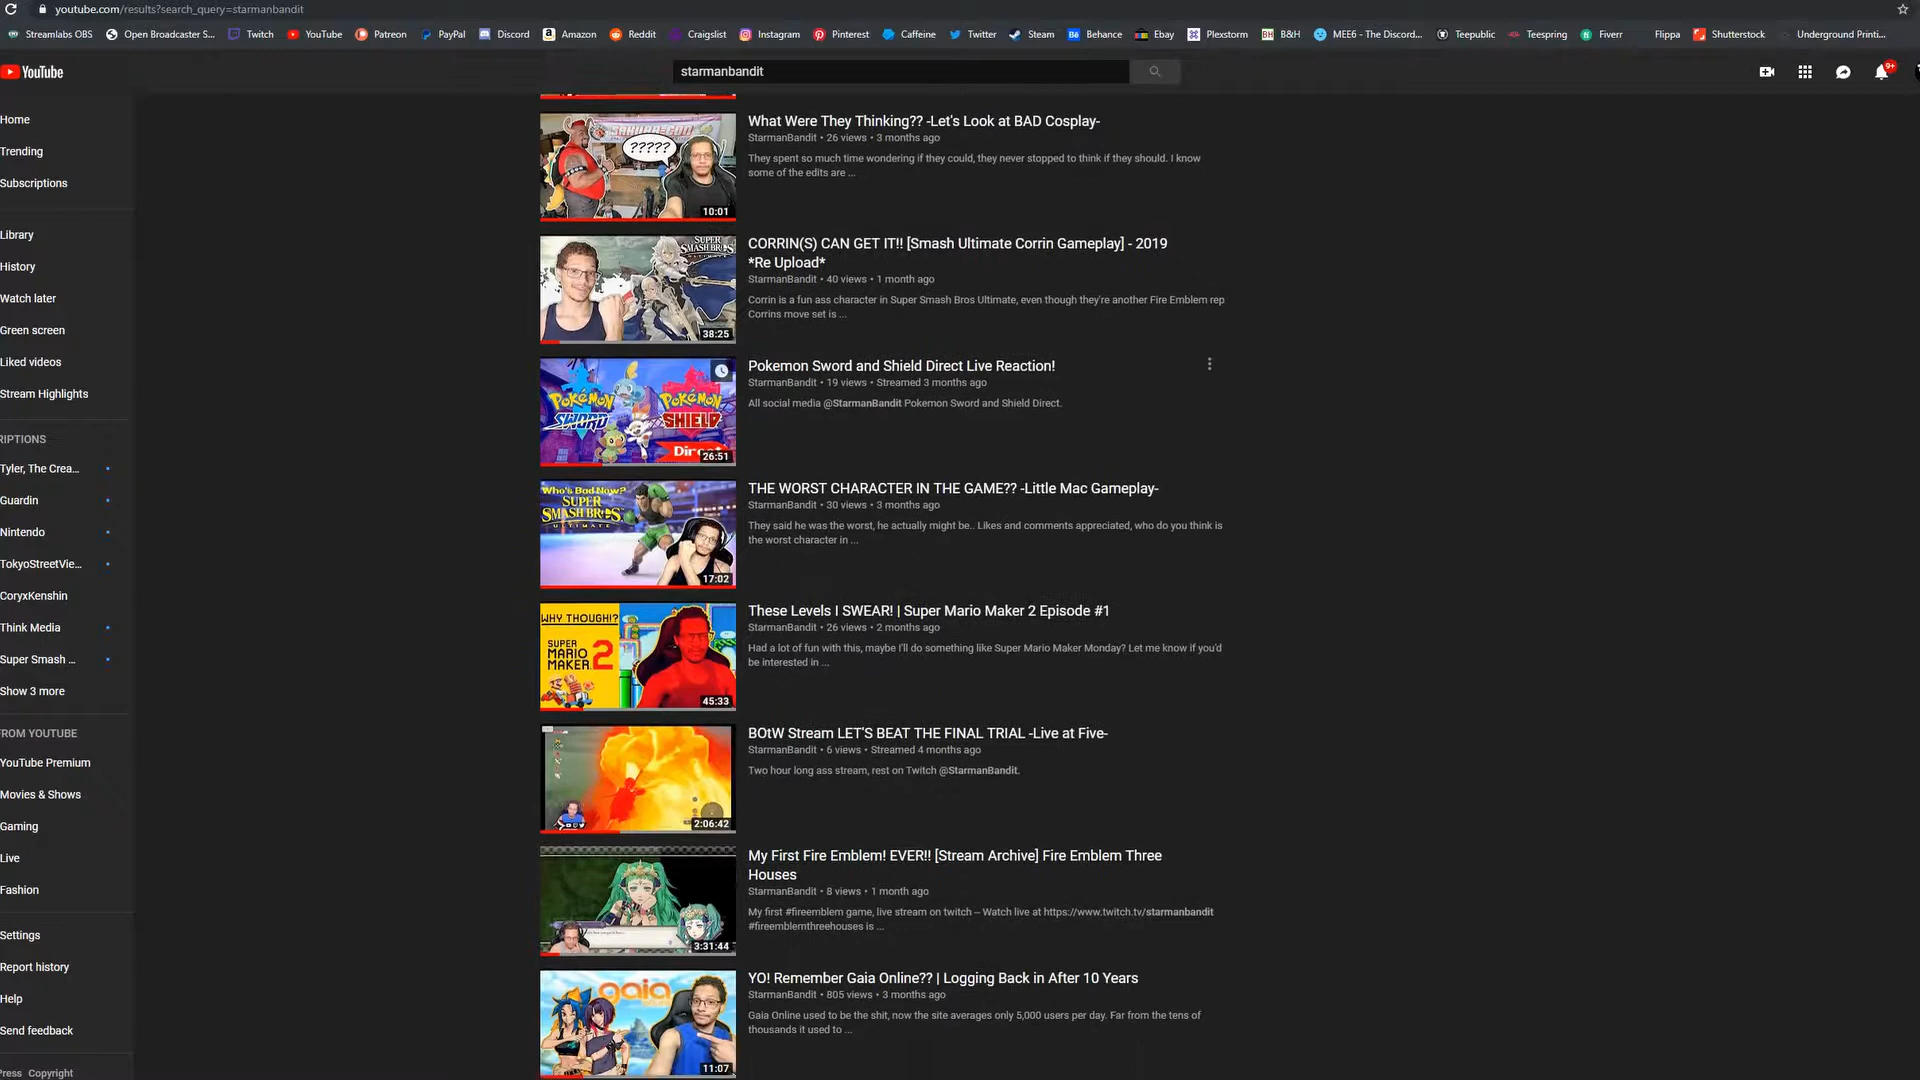 youtube.com/results?search_query=starmanbandit
Streamlabs OBS Open Broadcaster S... Twitch YouTube Patreon PayPal Discord Amazon Reddit Craigslist Instagram Pinterest Caffeine Twitter Steam Behance Ebay Plexstorm B&H MEE6 - The Discord... Teepublic Teespring Fiverr Flippa Shutterstock Underground Printi...
YouTube
starmanbandit
9+
Home
Trending
Subscriptions
Library
History
Watch later
Green screen
Liked videos
Stream Highlights
RIPTIONS
Tyler, The Crea...
Guardin
Nintendo
TokyoStreetVie...
CoryxKenshin
Think Media
Super Smash ...
Show 3 more
ROM YOUTUBE
YouTube Premium
Movies & Shows
Gaming
Live
Fashion
Settings
Report history
Help
Send feedback
Press Copyright
SAKURA-CON
?????
10:01
What Were They Thinking?? -Let's Look at BAD Cosplay-
StarmanBandit • 26 views • 3 months ago
They spent so much time wondering if they could, they never stopped to think if they should. I know
some of the edits are ...
SUPER
SMASH BROS
ULTIMATE
38:25
CORRIN(S) CAN GET IT!! [Smash Ultimate Corrin Gameplay] - 2019
*Re Upload*
StarmanBandit • 40 views • 1 month ago
Corrin is a fun ass character in Super Smash Bros Ultimate, even though they're another Fire Emblem rep
Corrins move set is ...
POKéMON
SWORD
POKéMON
SHIELD
Direct
26:51
Pokemon Sword and Shield Direct Live Reaction!
StarmanBandit • 19 views • Streamed 3 months ago
All social media @StarmanBandit Pokemon Sword and Shield Direct.
Who's Bad Now?
SUPER
SMASH BROS
ULTIMATE
17:02
THE WORST CHARACTER IN THE GAME?? -Little Mac Gameplay-
StarmanBandit • 30 views • 3 months ago
They said he was the worst, he actually might be.. Likes and comments appreciated, who do you think is
the worst character in ...
WHY THOUGH!?
SUPER
MARIO
MAKER 2
45:33
These Levels I SWEAR! | Super Mario Maker 2 Episode #1
StarmanBandit • 26 views • 2 months ago
Had a lot of fun with this, maybe I'll do something like Super Mario Maker Monday? Let me know if you'd
be interested in ...
2:06:42
BOtW Stream LET'S BEAT THE FINAL TRIAL -Live at Five-
StarmanBandit • 6 views • Streamed 4 months ago
Two hour long ass stream, rest on Twitch @StarmanBandit.
3:31:44
My First Fire Emblem! EVER!! [Stream Archive] Fire Emblem Three
Houses
StarmanBandit • 8 views • 1 month ago
My first #fireemblem game, live stream on twitch -- Watch live at https://www.twitch.tv/starmanbandit
#fireemblemthreehouses is ...
gaia
11:07
YO! Remember Gaia Online?? | Logging Back in After 10 Years
StarmanBandit • 805 views • 3 months ago
Gaia Online used to be the shit, now the site averages only 5,000 users per day. Far from the tens of
thousands it used to ...